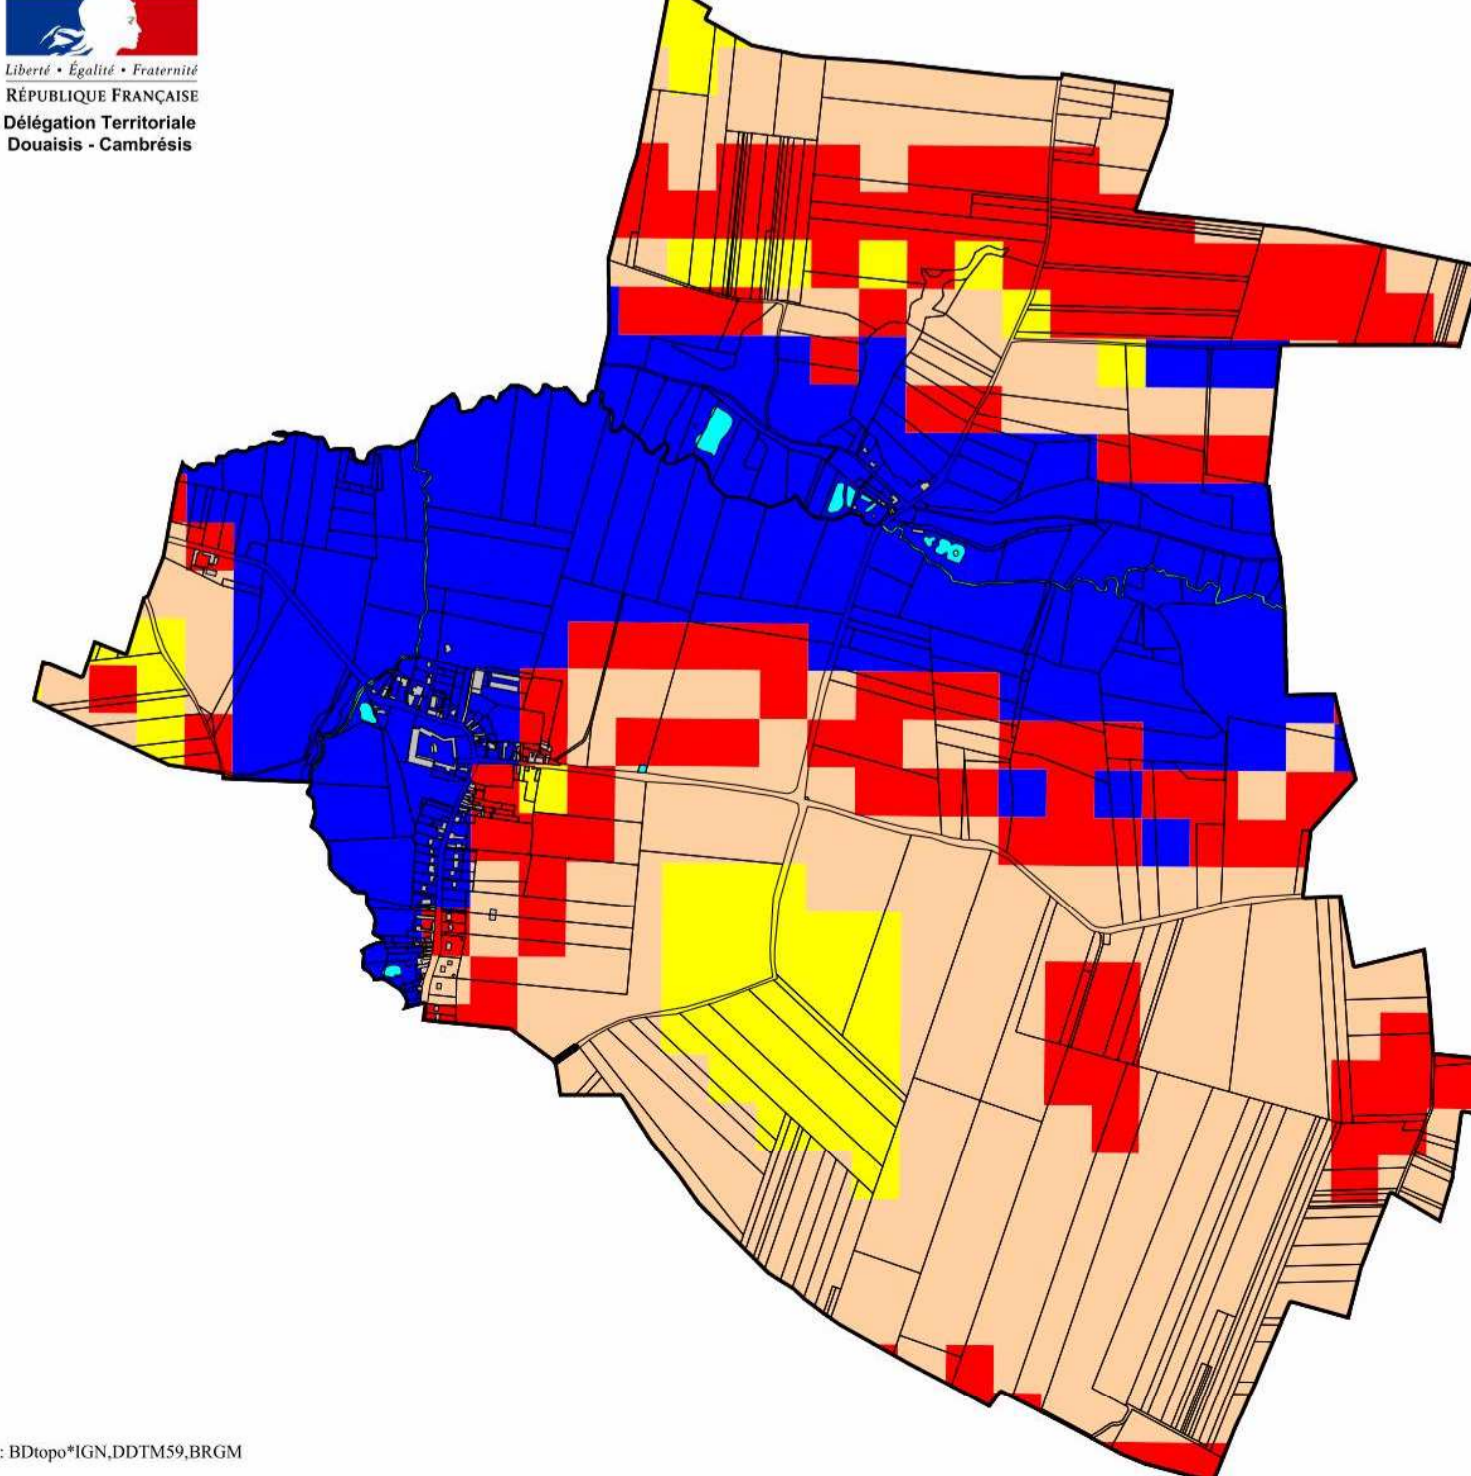 Liberté • Égalité • Fraternité
RÉPUBLIQUE FRANÇAISE
Délégation Territoriale
Douaisis - Cambrésis
: BDtopo*IGN,DDTM59,BRGM